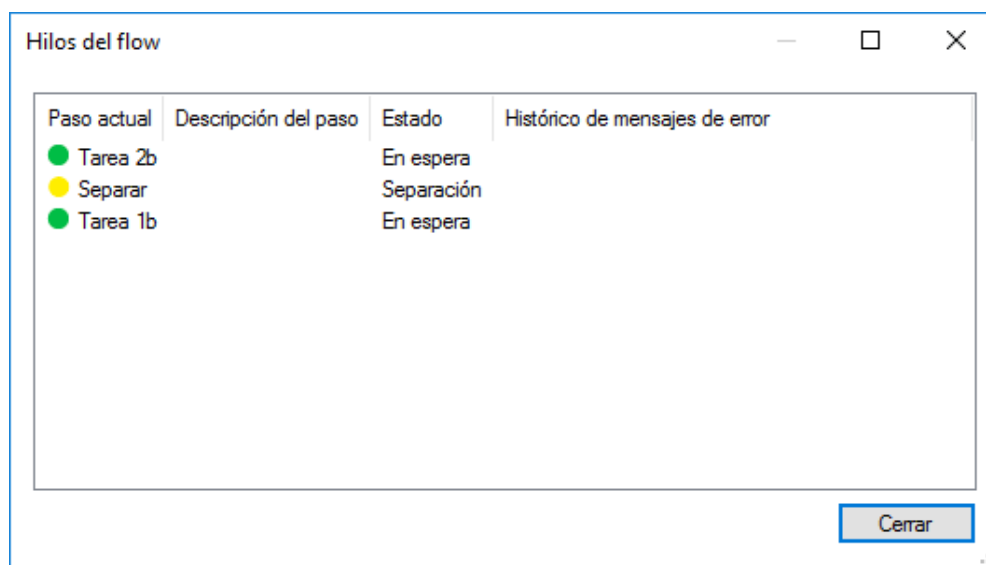 Hilos del flow
Paso actual Descripción del paso Estado Histórico de mensajes de error
Tarea 2b En espera
Separar Separación
Tarea 1b En espera
Cerrar